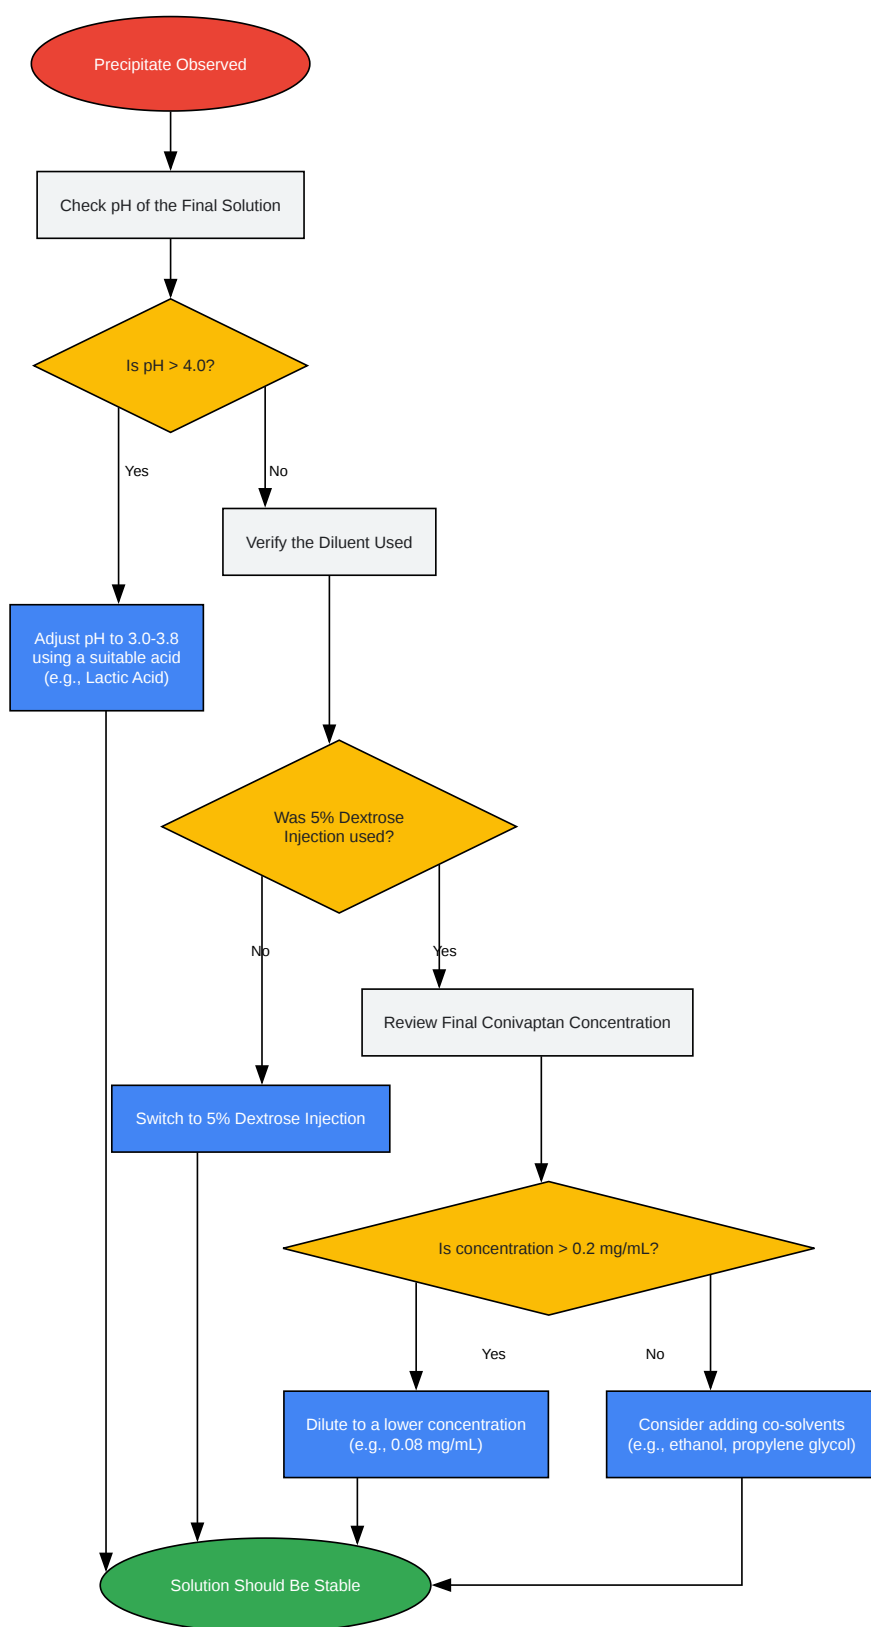 Precipitate Observed
Check pH of the Final Solution
Is pH > 4.0?
Yes
No
Verify the Diluent Used
Adjust pH to 3.0-3.8
using a suitable acid
(e.g., Lactic Acid)
Was 5% Dextrose
Injection used?
No
Yes
Review Final Conivaptan Concentration
Switch to 5% Dextrose Injection
Is concentration > 0.2 mg/mL?
Yes
No
Dilute to a lower concentration
(e.g., 0.08 mg/mL)
Consider adding co-solvents
(e.g., ethanol, propylene glycol)
Solution Should Be Stable